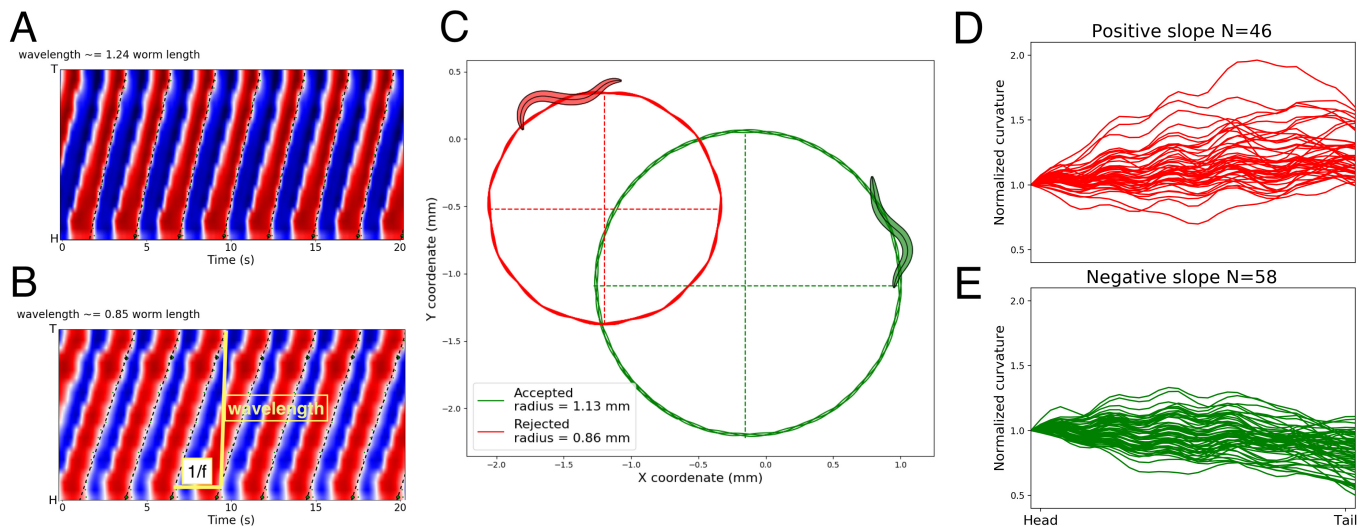 A
wavelength ~= 1.24 worm length
T
H
0 5 10 15 20
Time (s)
B
wavelength ~= 0.85 worm length
T
wavelength
1/f
H
0 5 10 15 20
Time (s)
C
0.5
0.0
−0.5
−1.0
−1.5
−2.0
Y coordenate (mm)
Accepted
radius = 1.13 mm
Rejected
radius = 0.86 mm
−2.0 −1.5 −1.0 −0.5 0.0 0.5 1.0
X coordenate (mm)
D
Positive slope N=46
2.0
1.5
1.0
0.5
Normalized curvature
E
Negative slope N=58
2.0
1.5
1.0
0.5
Normalized curvature
Head Tail